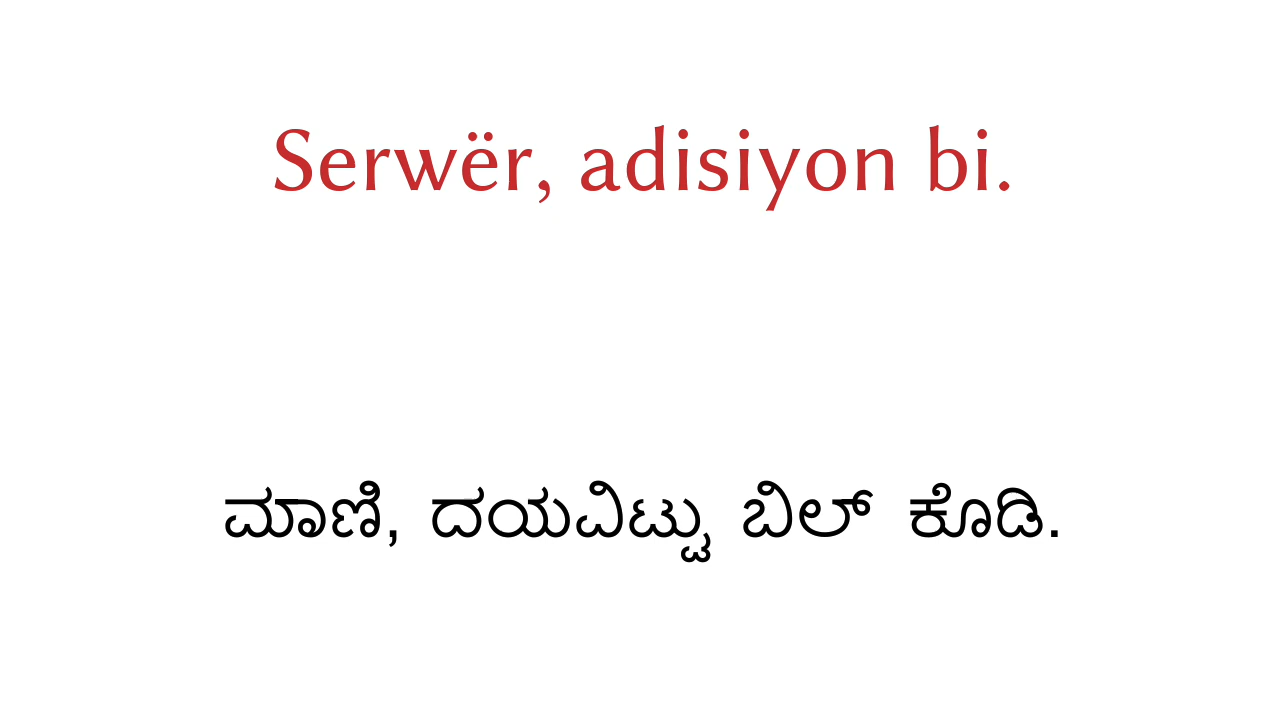 Serwër, adisiyon bi.
ಮಾಣಿ, ದಯವಿಟ್ಟು ಬಿಲ್ ಕೊಡಿ.